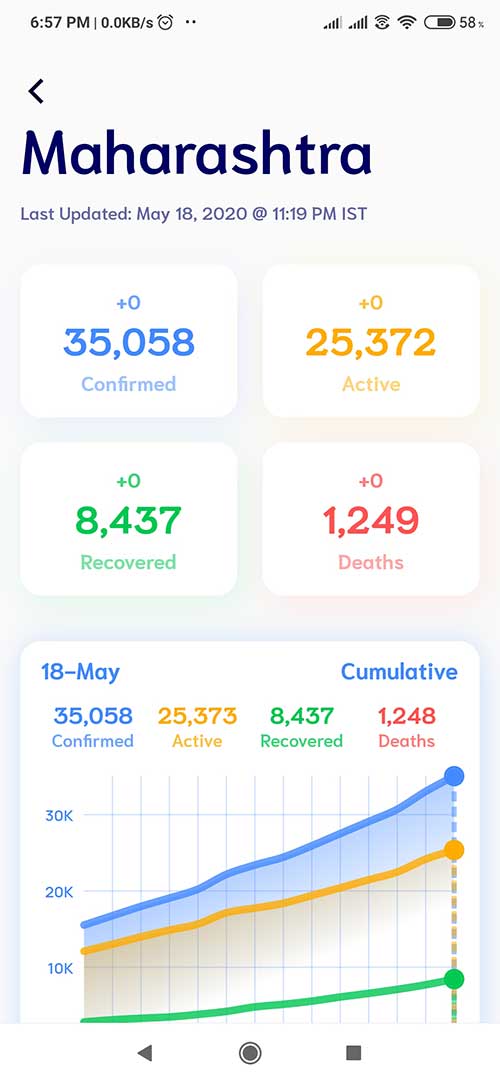 6:57 PM | 0.0KB/s 58%
Maharashtra
Last Updated: May 18, 2020 @ 11:19 PM IST
+0 +0
35,058 25,372
Confirmed Active
+0 +0
8,437 1,249
Recovered Deaths
18-May Cumulative
35,058 25,373 8,437 1,248
Confirmed Active Recovered Deaths
30K
20K
10K